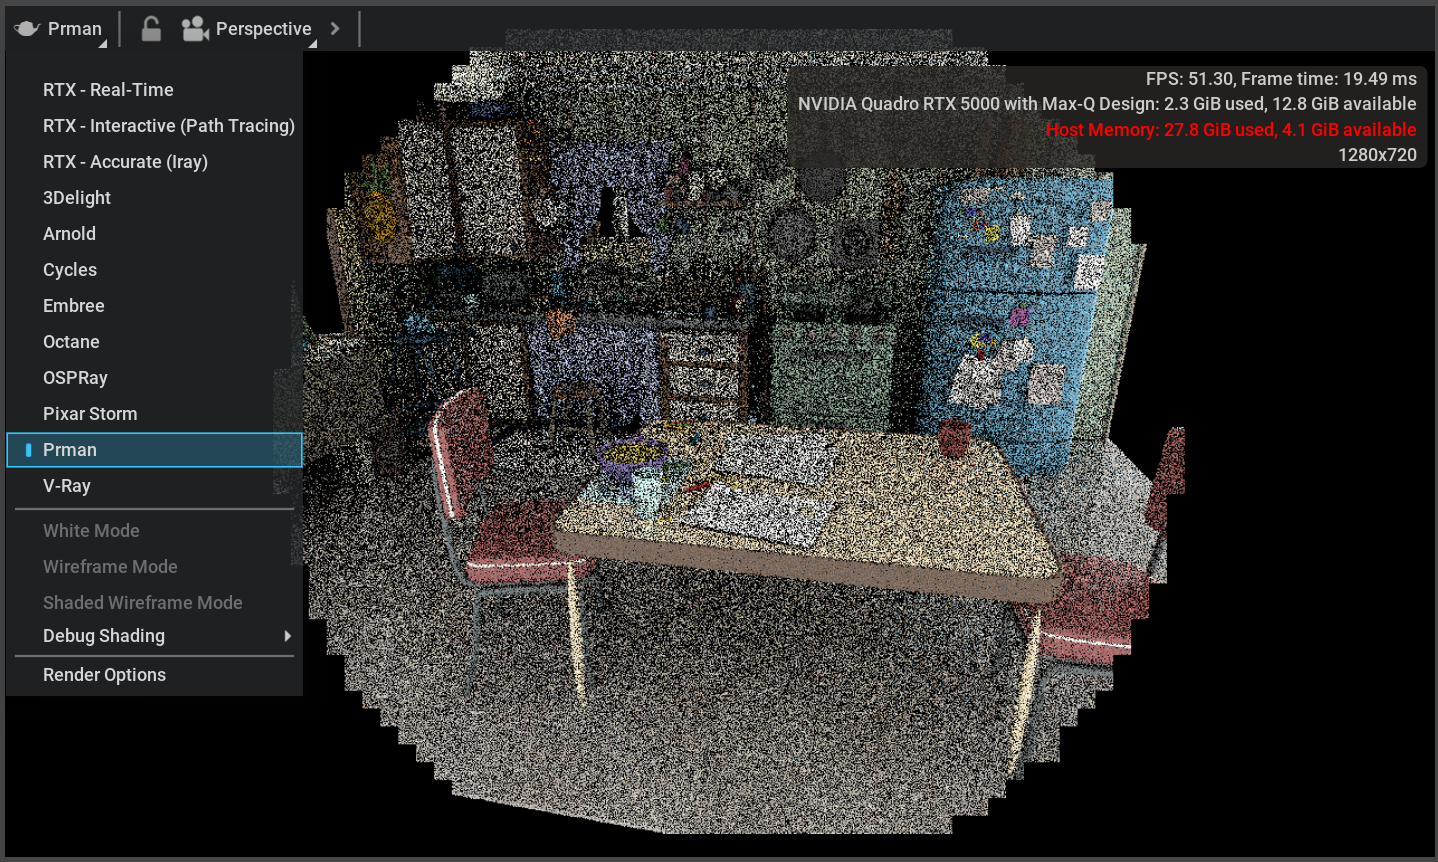 Prman
Perspective
RTX - Real-Time
RTX - Interactive (Path Tracing)
RTX - Accurate (Iray)
3Delight
Arnold
Cycles
Embree
Octane
OSPRay
Pixar Storm
Prman
V-Ray
White Mode
Wireframe Mode
Shaded Wireframe Mode
Debug Shading
Render Options
FPS: 51.30, Frame time: 19.49 ms
NVIDIA Quadro RTX 5000 with Max-Q Design: 2.3 GiB used, 12.8 GiB available
Host Memory: 27.8 GiB used, 4.1 GiB available
1280x720